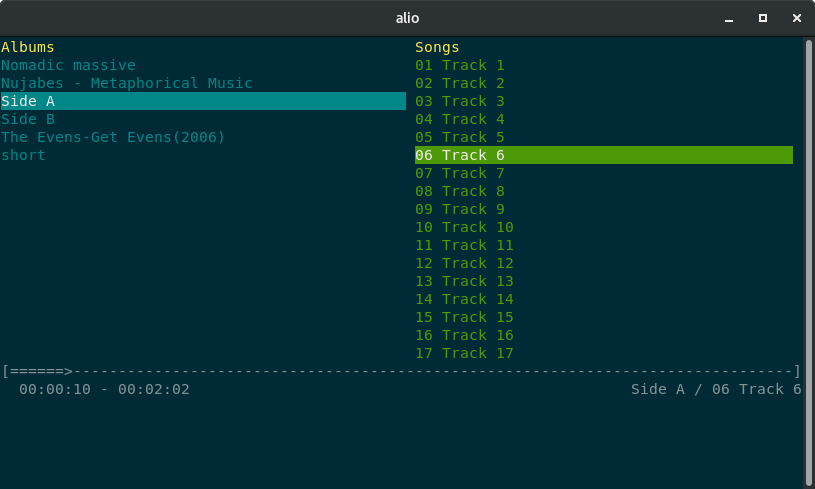 alio
Albums
Nomadic massive
Nujabes - Metaphorical Music
Side A
Side B
The Evens-Get Evens(2006)
short
Songs
01 Track 1
02 Track 2
03 Track 3
04 Track 4
05 Track 5
06 Track 6
07 Track 7
08 Track 8
09 Track 9
10 Track 10
11 Track 11
12 Track 12
13 Track 13
14 Track 14
15 Track 15
16 Track 16
17 Track 17
[======>--------------------------------------------------------------------------------]
00:00:10 - 00:02:02
Side A / 06 Track 6